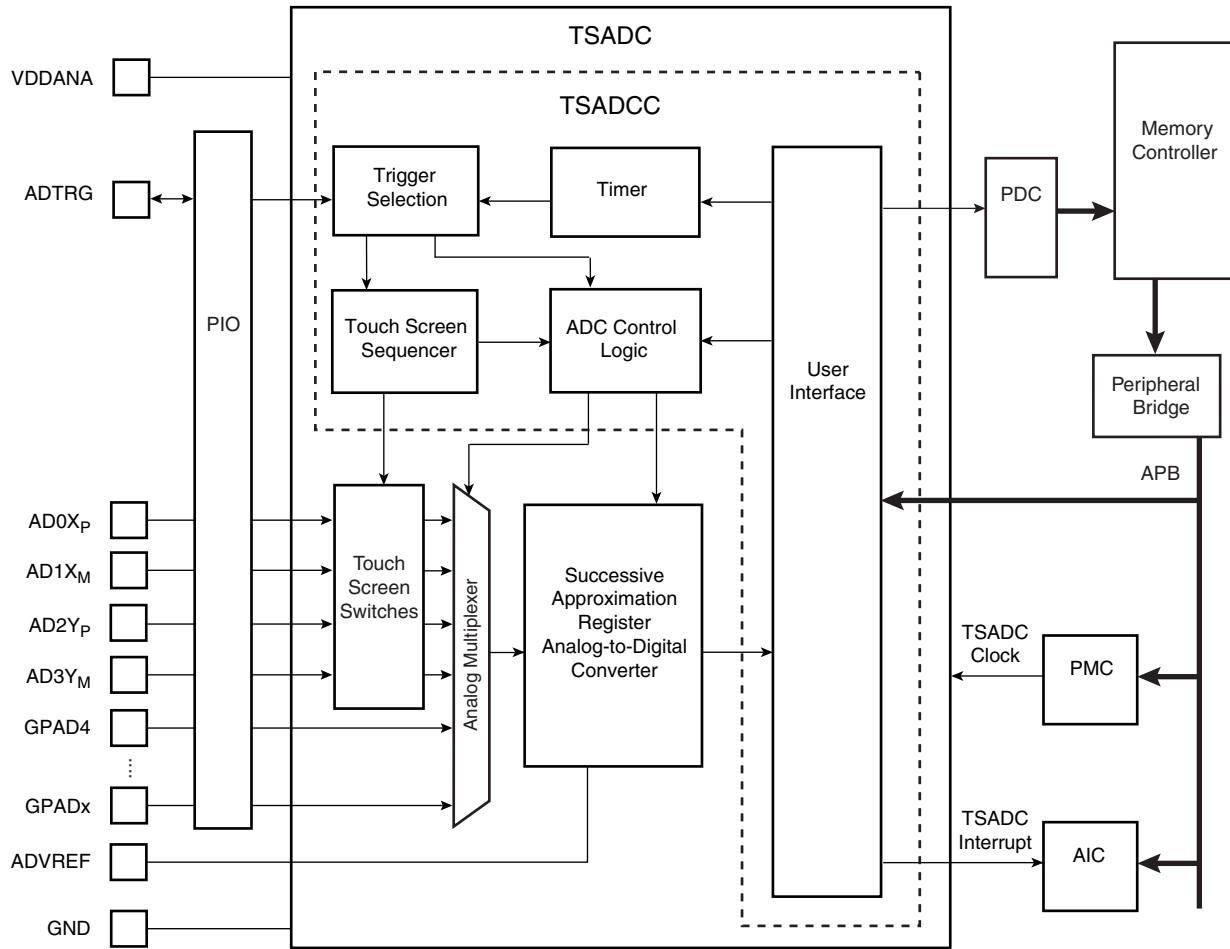 TSADC
VDDANA
TSADCC
Memory
Controller
Trigger
Selection
Timer
PDC
ADTRG
PIO
Touch Screen
Sequencer
ADC Control
Logic
User
Interface
Peripheral
Bridge
APB
AD0XP
AD1XM
AD2YP
AD3YM
GPAD4
GPADx
ADVREF
GND
Touch
Screen
Switches
Analog Multiplexer
Successive
Approximation
Register
Analog-to-Digital
Converter
TSADC
Clock
PMC
TSADC
Interrupt
AIC